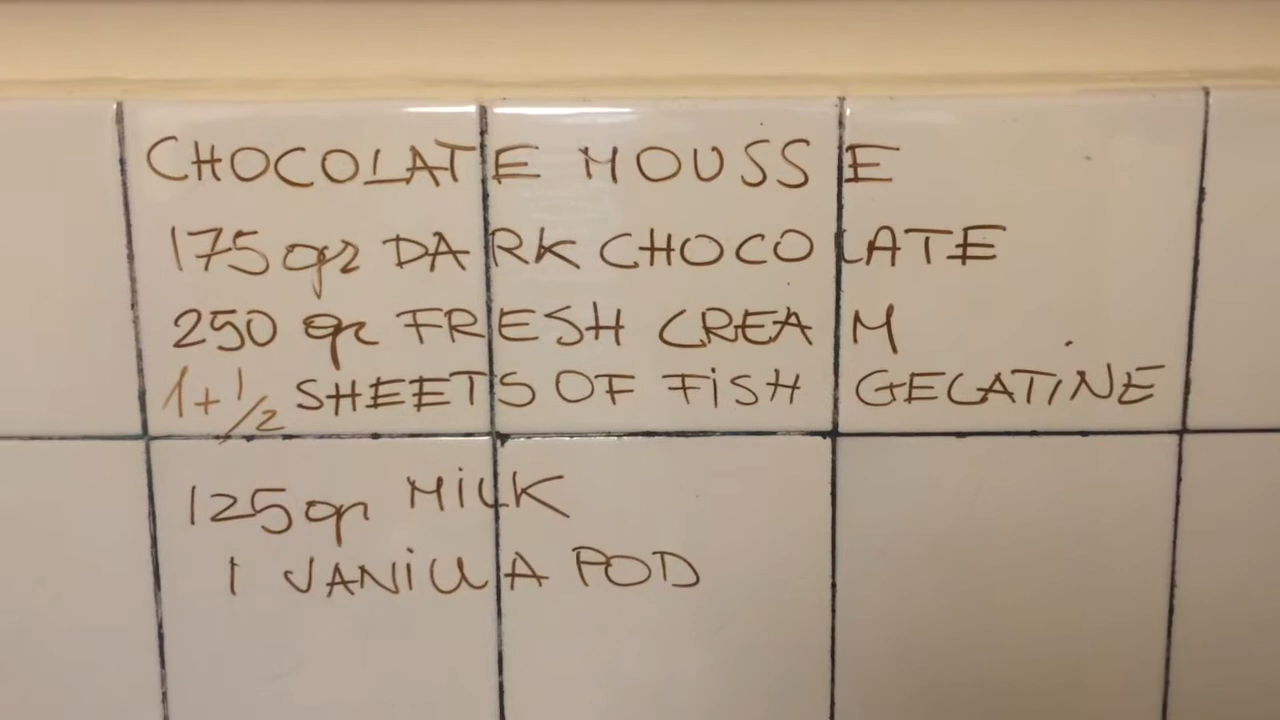 CHOCOLATE MOUSSE
175 gr DARK CHOCOLATE
250 gr FRESH CREAM
1+1/2 SHEETS OF FISH GELATINE
125 gr MILK
1 VANILLA POD